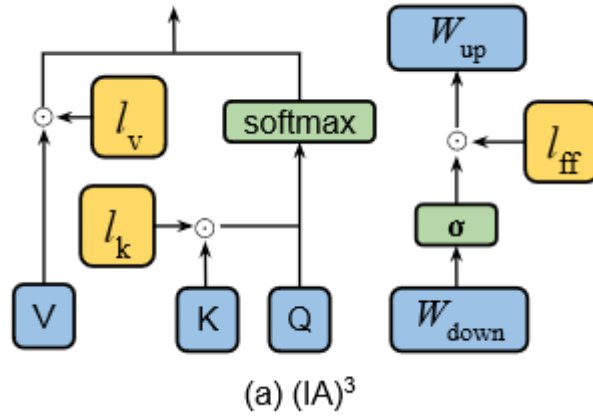 W_up
l_v
softmax
l_ff
l_k
σ
V
K
Q
W_down
(a) (IA)³